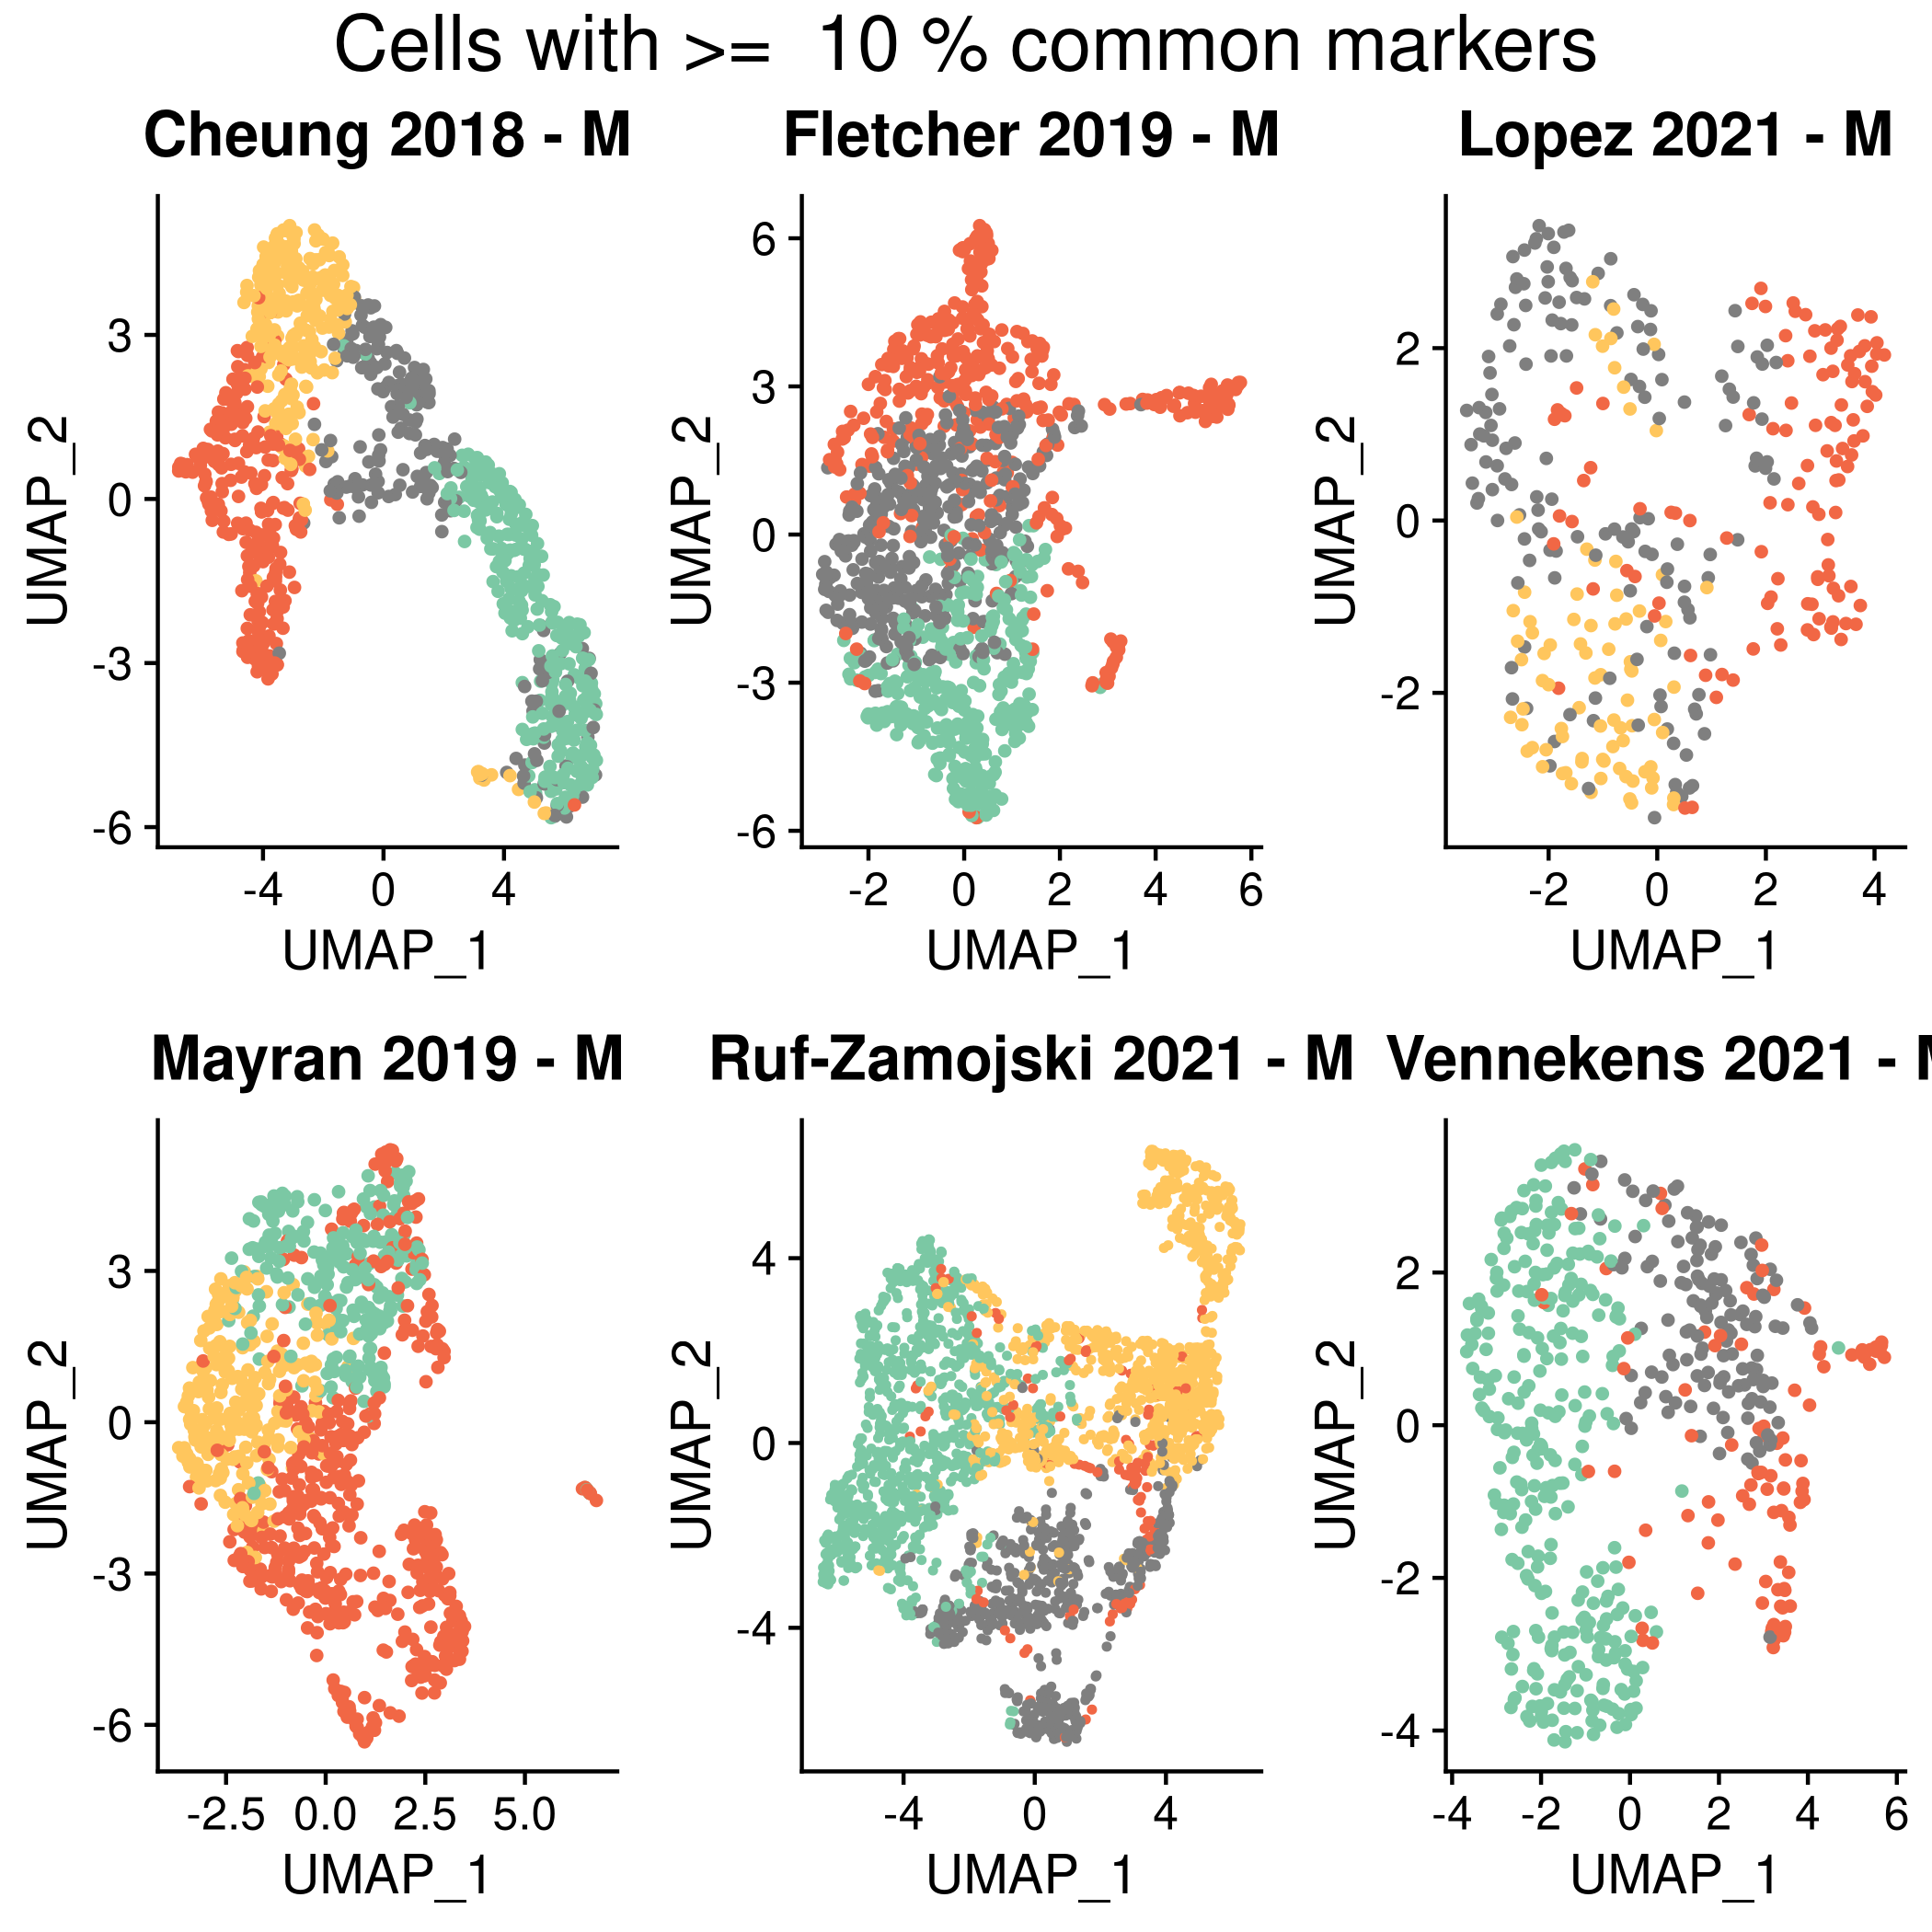 Cells with >= 10 % common markers
Cheung 2018 - M
Fletcher 2019 - M
Lopez 2021 - M
UMAP_2
3
0
-3
-6
-4
0
4
UMAP_1
UMAP_2
6
3
0
-3
-6
-2
0
2
4
6
UMAP_1
UMAP_2
2
0
-2
-2
0
2
4
UMAP_1
Mayran 2019 - M
Ruf-Zamojski 2021 - M
Vennekens 2021 - M
UMAP_2
3
0
-3
-6
-2.5
0.0
2.5
5.0
UMAP_1
UMAP_2
4
0
-4
-4
0
4
UMAP_1
UMAP_2
2
0
-2
-4
-4
-2
0
2
4
6
UMAP_1